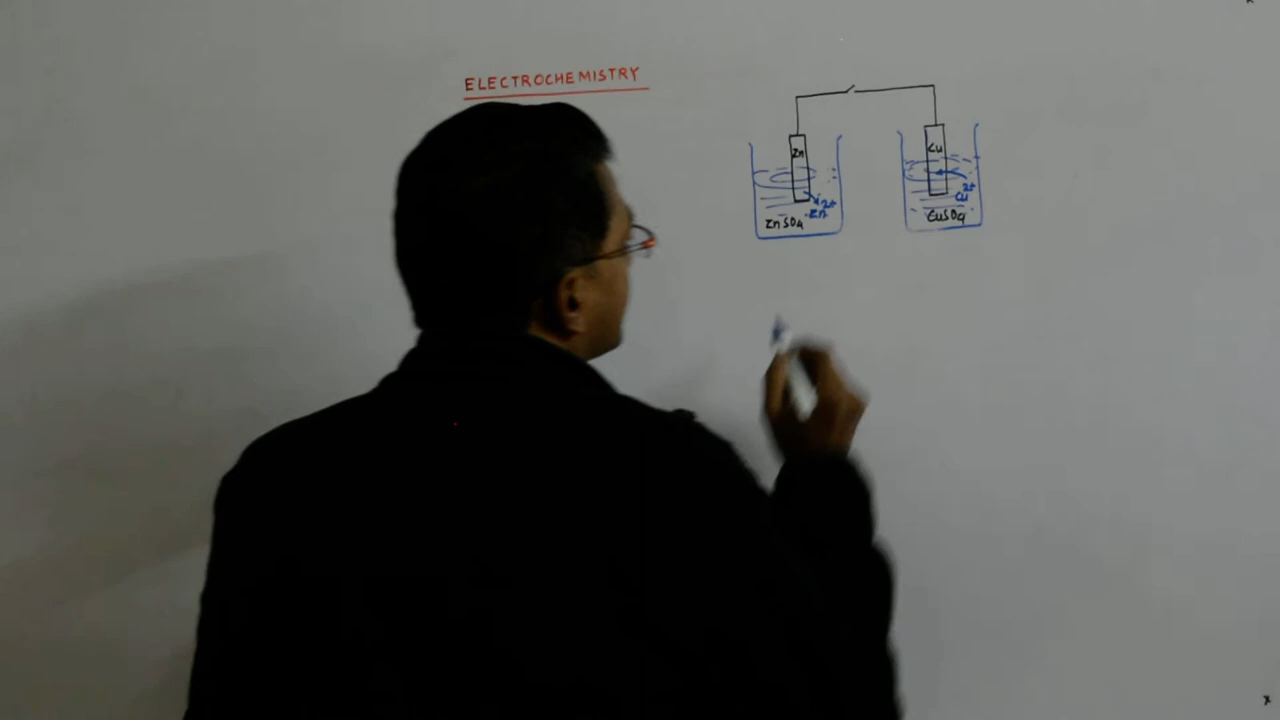 ELECTROCHEMISTRY
Zn
Cu
Zn2+
Cu2+
ZnSO4
CuSO4